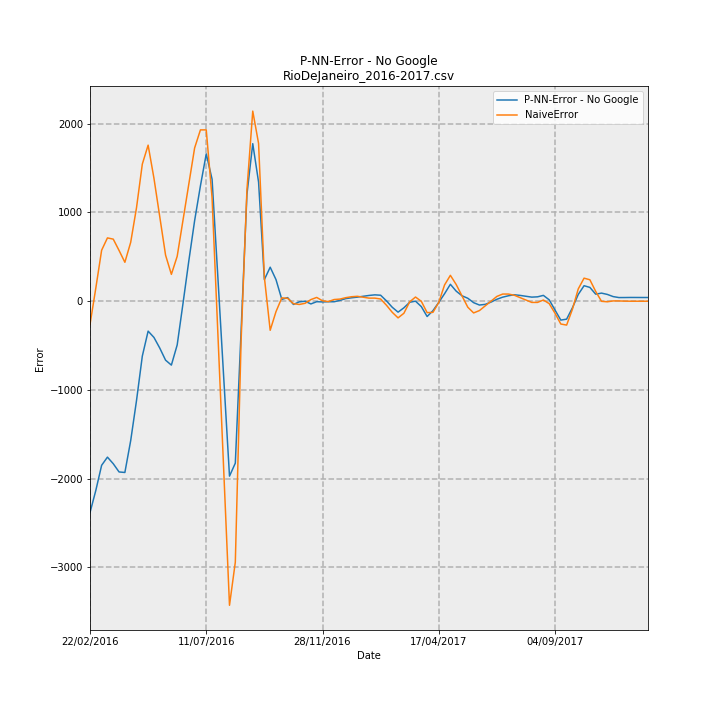 P-NN-Error - No Google
RioDeJaneiro_2016-2017.csv
P-NN-Error - No Google
NaiveError
2000
1000
0
−1000
−2000
−3000
Error
22/02/2016
11/07/2016
28/11/2016
17/04/2017
04/09/2017
Date